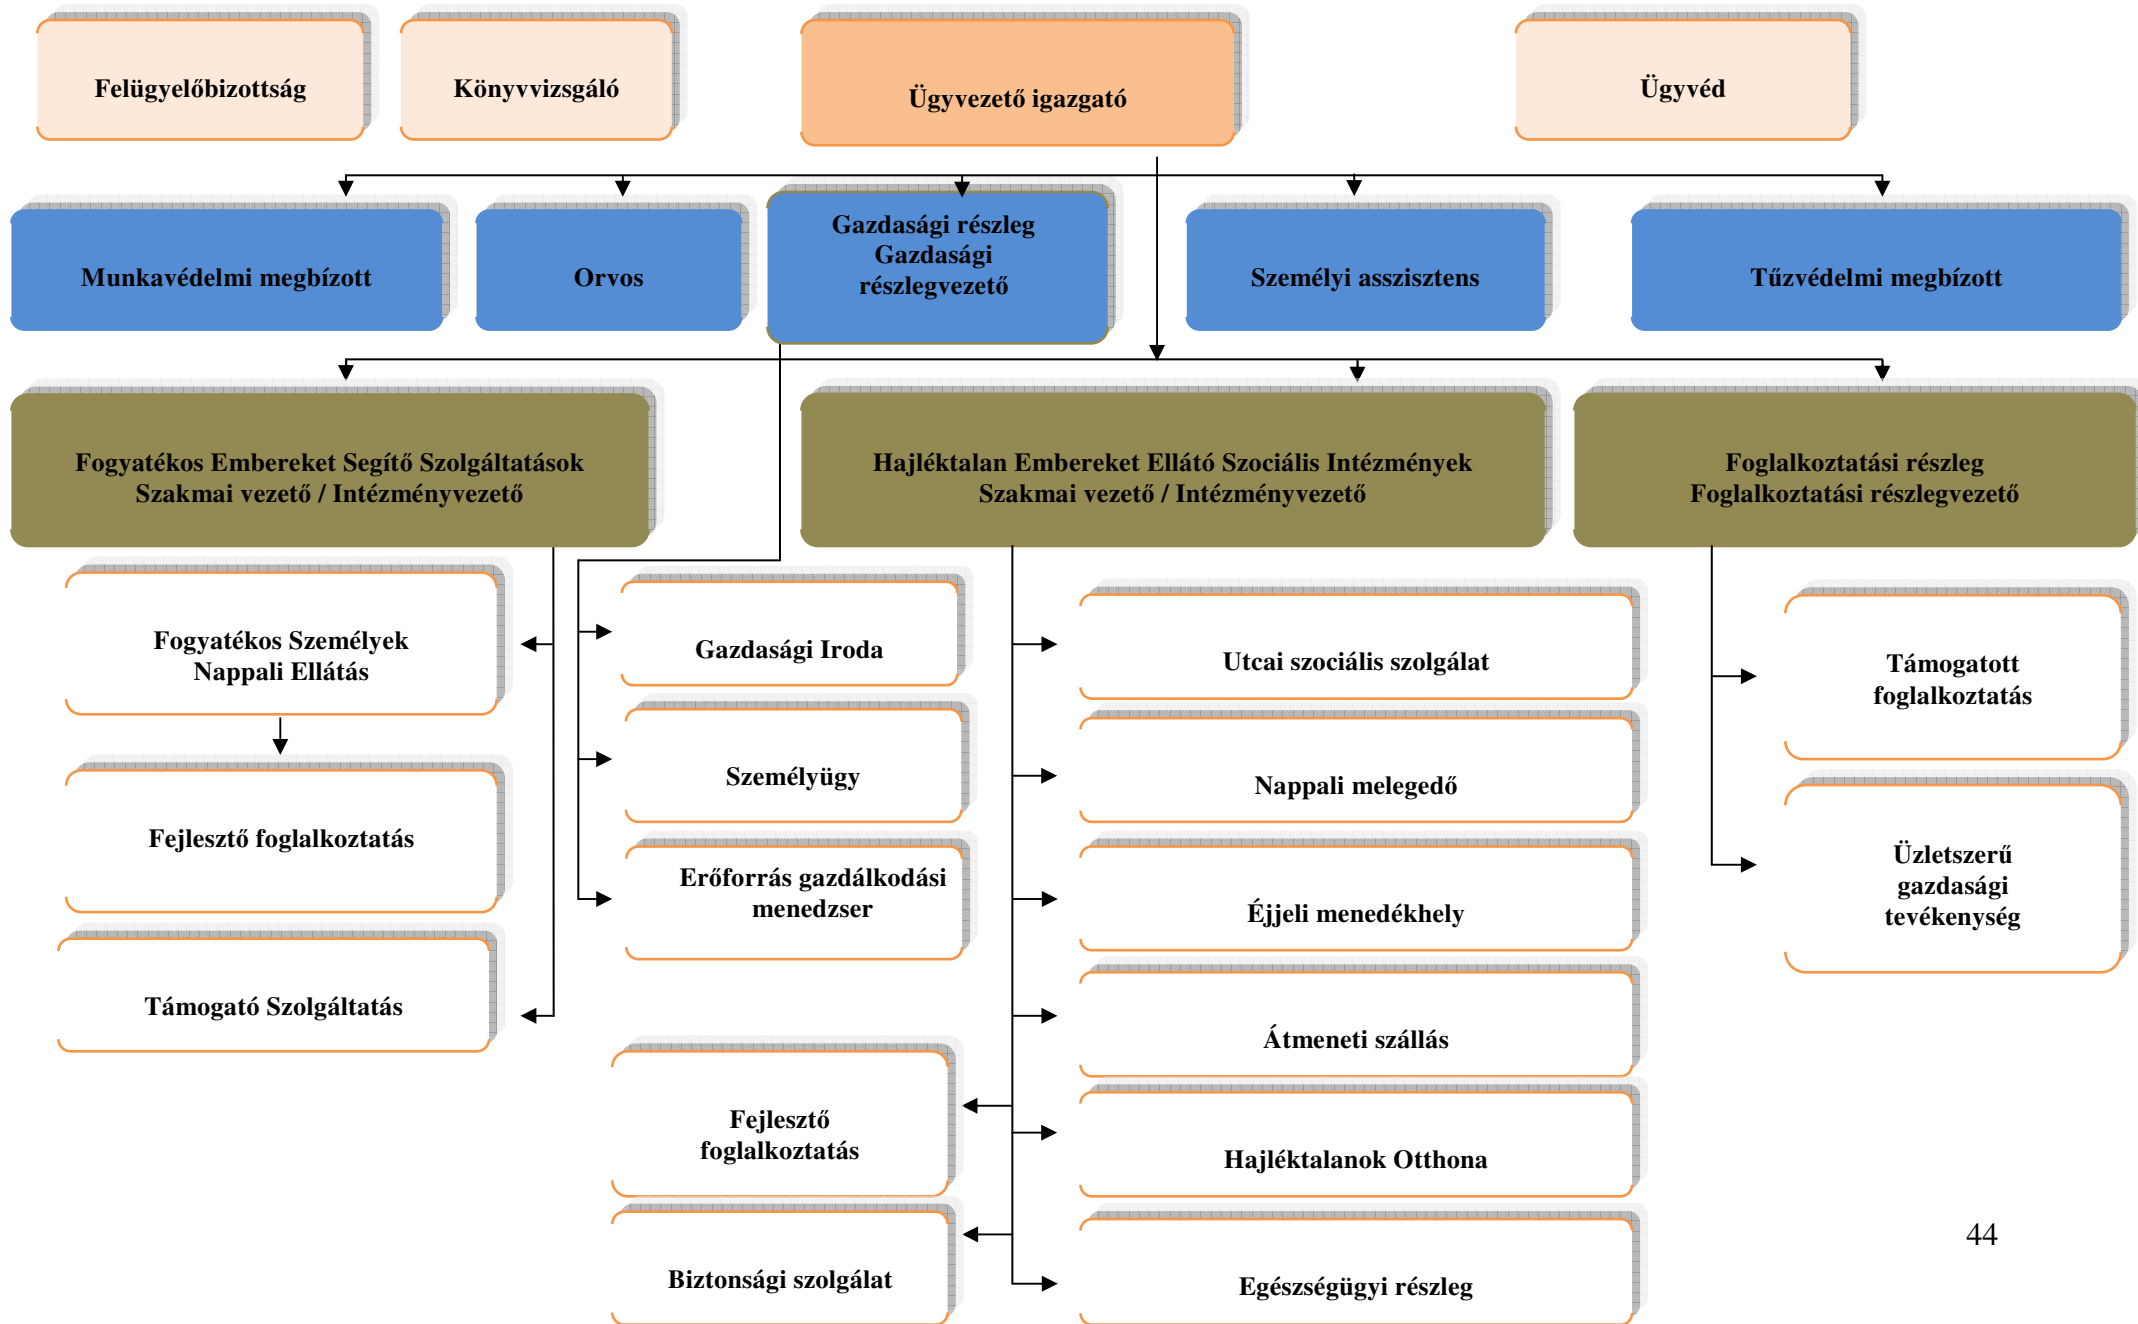 Felügyelőbizottság
Könyvvizsgáló
Ügyvezető igazgató
Ügyvéd
Munkavédelmi megbízott
Orvos
Gazdasági részleg
Gazdasági
részlegvezető
Személyi asszisztens
Tűzvédelmi megbízott
Fogyatékos Embereket Segítő Szolgáltatások
Szakmai vezető / Intézményvezető
Hajléktalan Embereket Ellátó Szociális Intézmények
Szakmai vezető / Intézményvezető
Foglalkoztatási részleg
Foglalkoztatási részlegvezető
Fogyatékos Személyek
Nappali Ellátás
Fejlesztő foglalkoztatás
Támogató Szolgáltatás
Gazdasági Iroda
Személyügy
Erőforrás gazdálkodási
menedzser
Fejlesztő
foglalkoztatás
Biztonsági szolgálat
Utcai szociális szolgálat
Nappali melegedő
Éjjeli menedékhely
Átmeneti szállás
Hajléktalanok Otthona
Egészségügyi részleg
Támogatott
foglalkoztatás
Üzletszerű
gazdasági
tevékenység
44